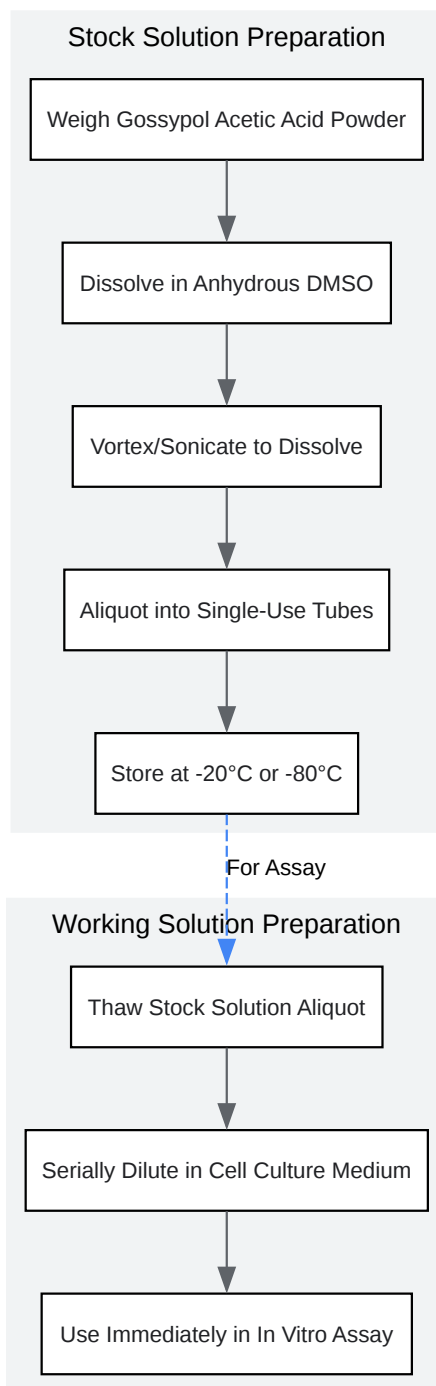 Stock Solution Preparation
Weigh Gossypol Acetic Acid Powder
Dissolve in Anhydrous DMSO
Vortex/Sonicate to Dissolve
Aliquot into Single-Use Tubes
Store at -20°C or -80°C
For Assay
Working Solution Preparation
Thaw Stock Solution Aliquot
Serially Dilute in Cell Culture Medium
Use Immediately in In Vitro Assay